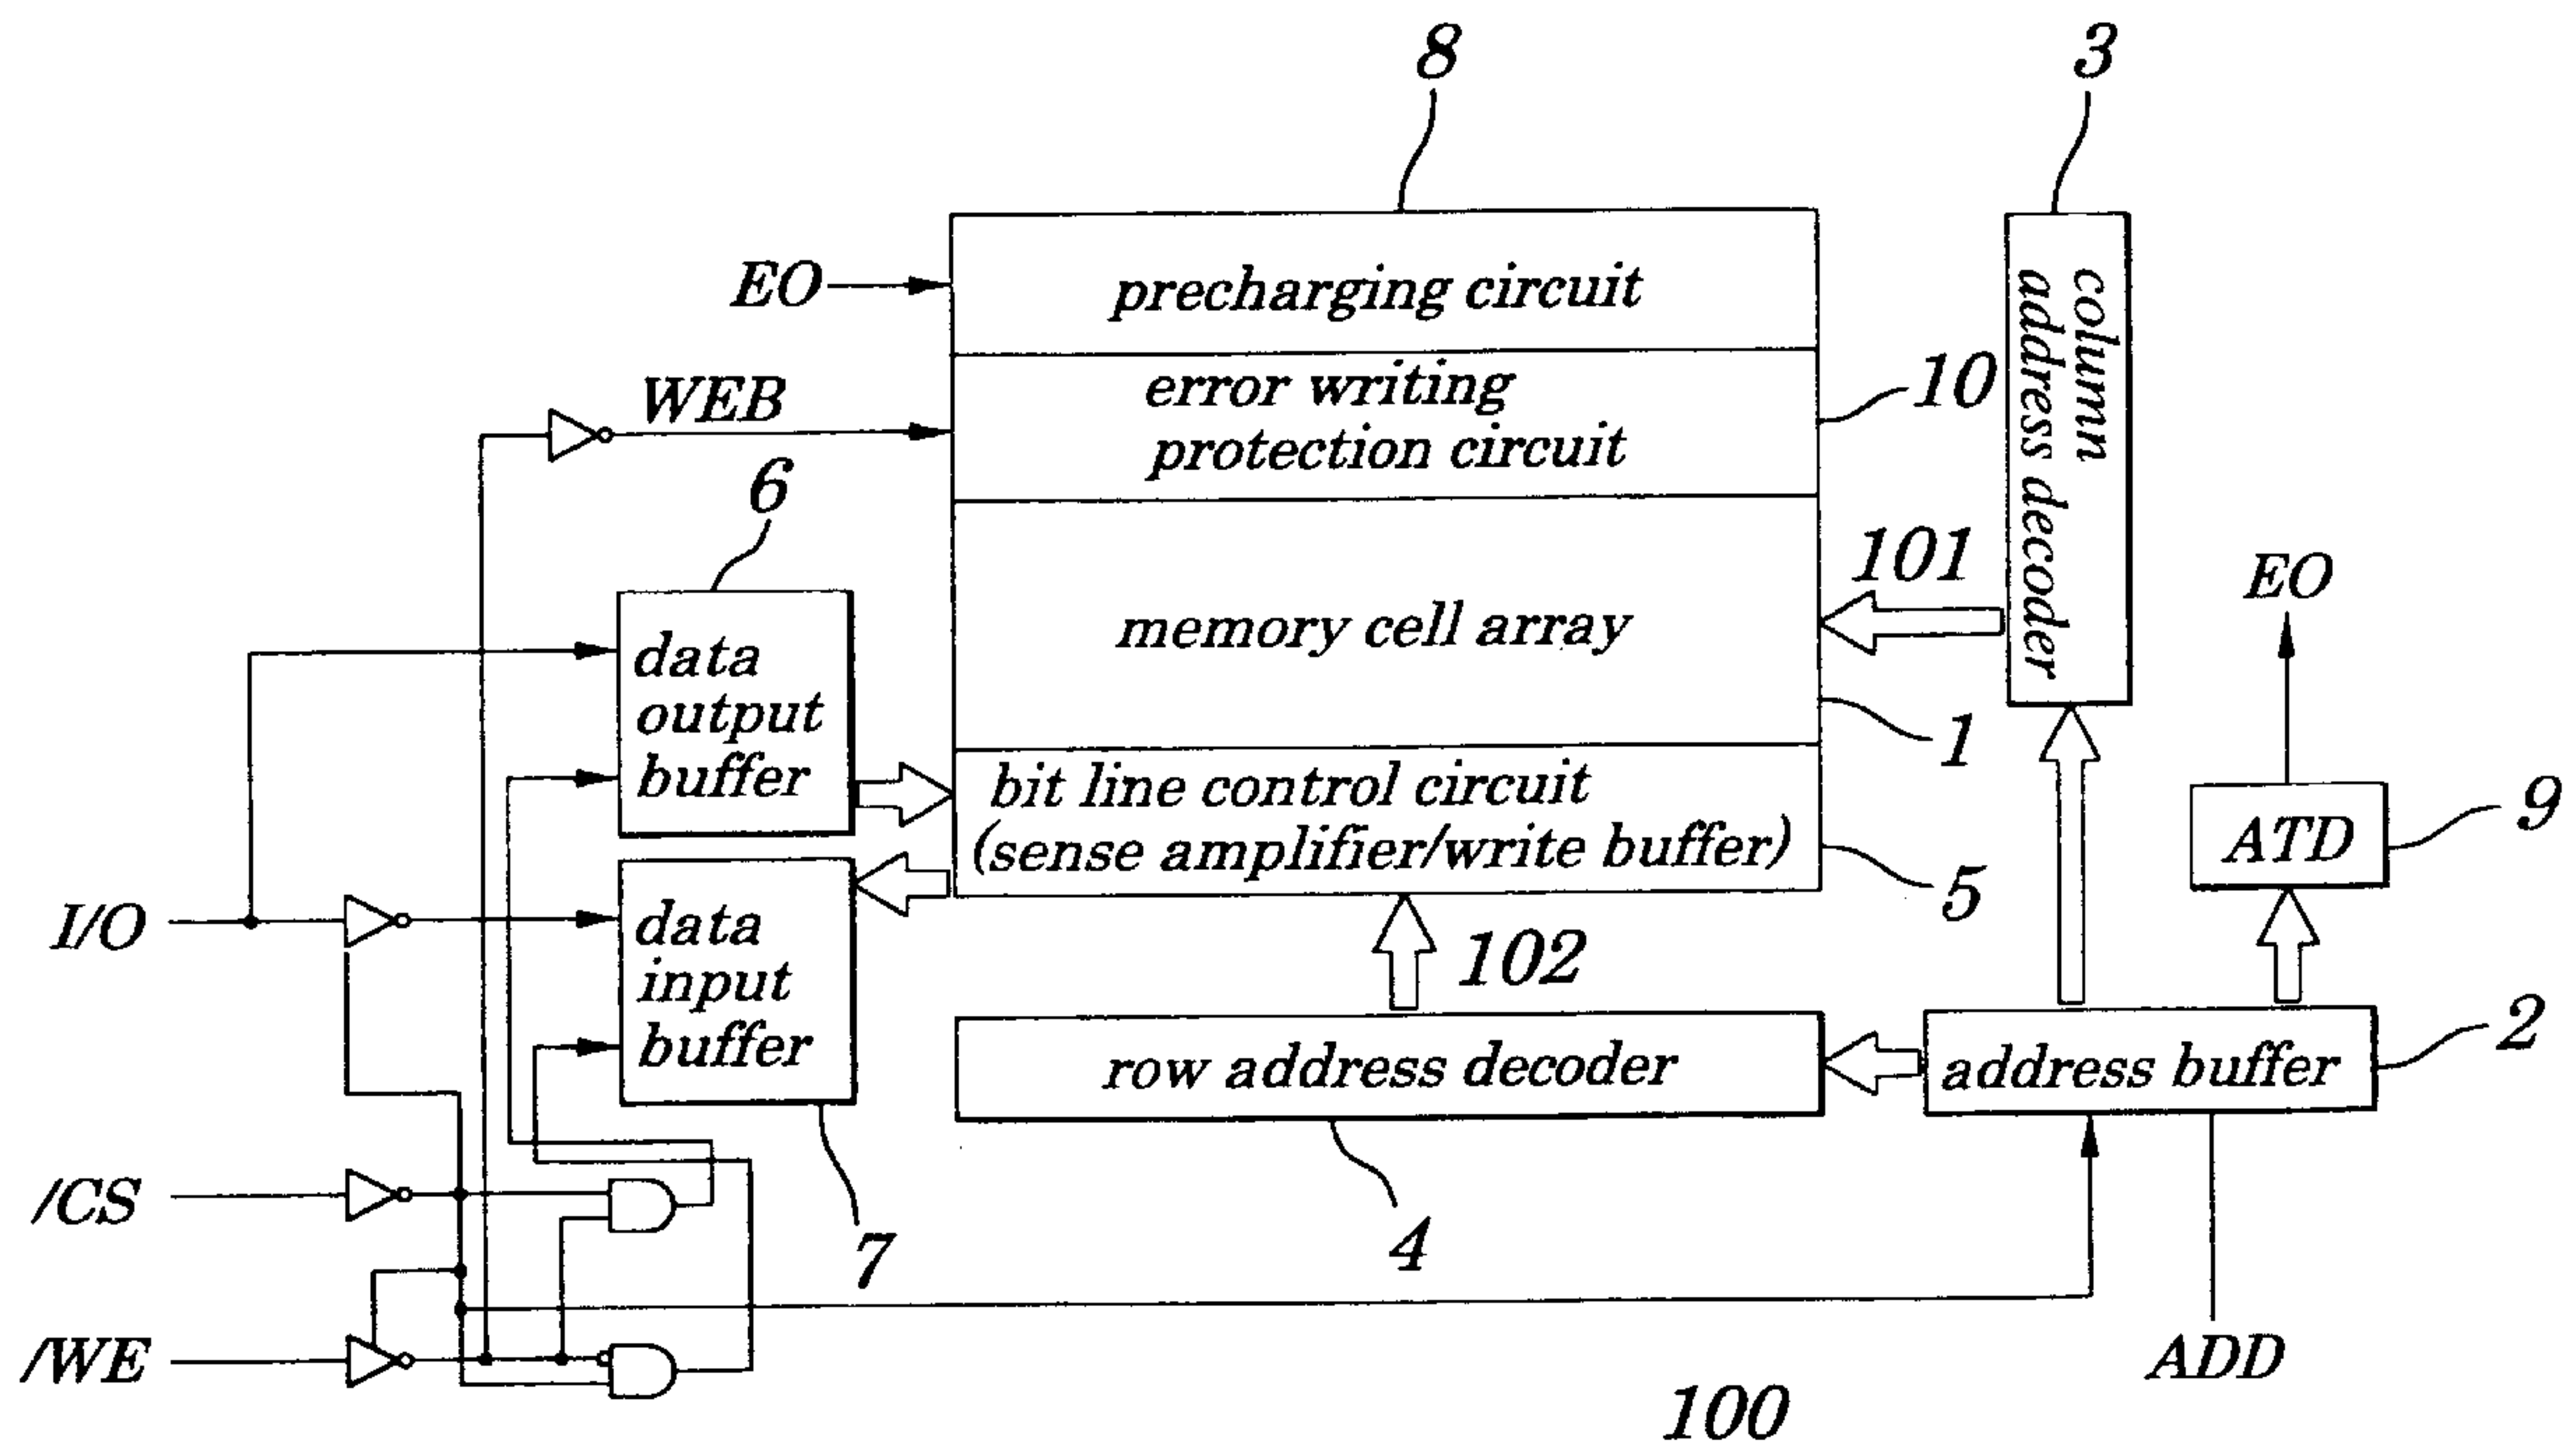 8
3
precharging circuit
EO
error writing
protection circuit
WEB
10
column
address decoder
6
data
output
buffer
memory cell array
101
EO
1
bit line control circuit
(sense amplifier/write buffer)
9
ATD
5
I/O
data
input
buffer
102
2
row address decoder
address buffer
/CS
7
4
/WE
ADD
100